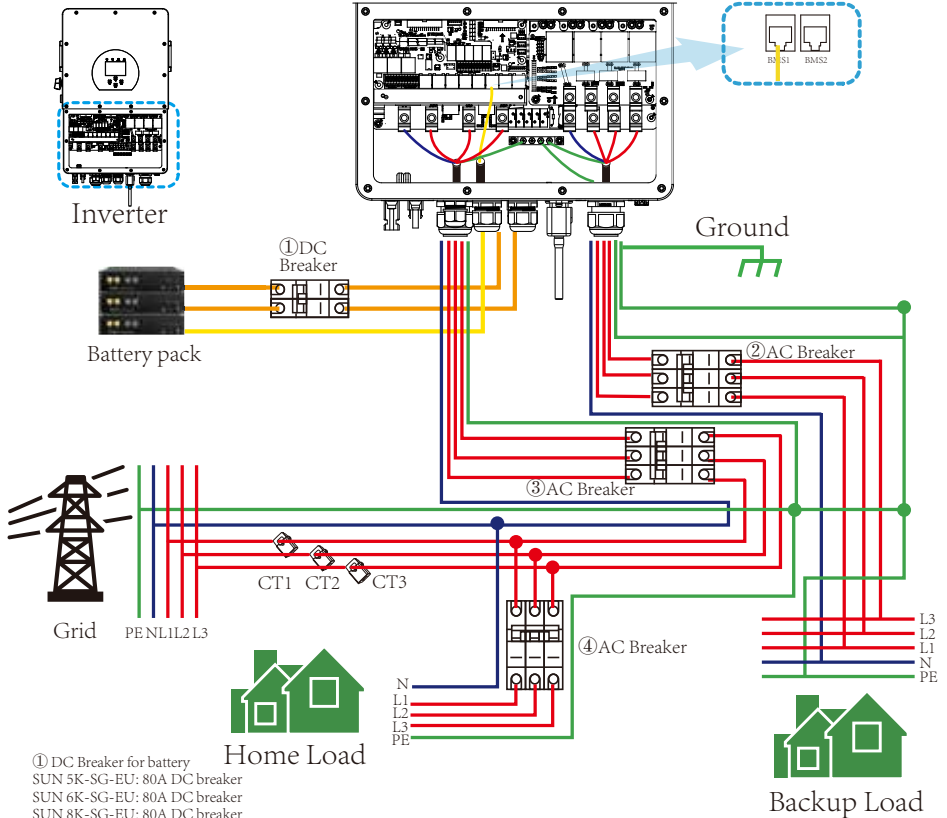 BMS1 BMS2
Inverter
Ground
①DC
Breaker
Battery pack
②AC Breaker
③AC Breaker
CT1 CT2 CT3
Grid
PE N L1 L2 L3
④AC Breaker
L3
L2
L1
N
PE
N
L1
L2
L3
PE
Home Load
Backup Load
① DC Breaker for battery
SUN 5K-SG-EU: 80A DC breaker
SUN 6K-SG-EU: 80A DC breaker
SUN 8K-SG-EU: 80A DC breaker